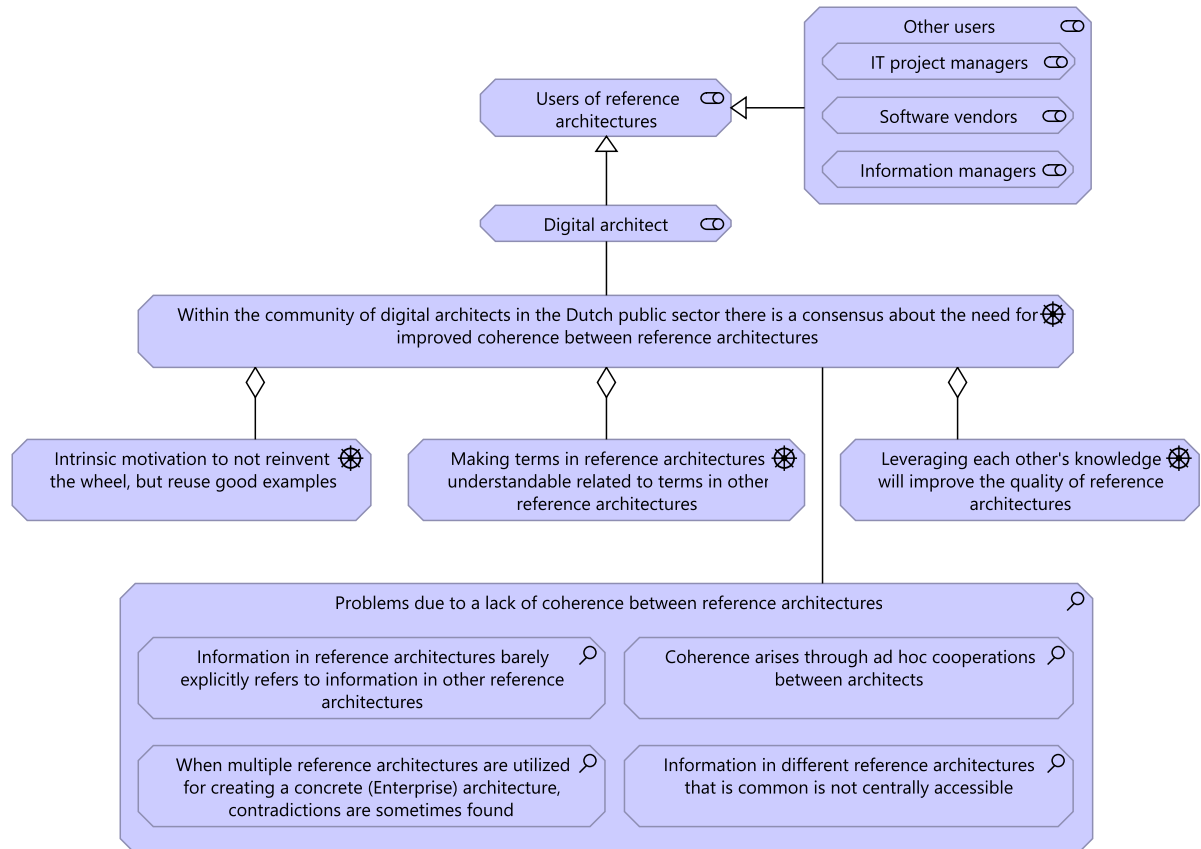 Other users
IT project managers
Software vendors
Information managers
Users of reference
architectures
Digital architect
Within the community of digital architects in the Dutch public sector there is a consensus about the need for
improved coherence between reference architectures
Intrinsic motivation to not reinvent
the wheel, but reuse good examples
Making terms in reference architectures
understandable related to terms in other
reference architectures
Leveraging each other's knowledge
will improve the quality of reference
architectures
Problems due to a lack of coherence between reference architectures
Information in reference architectures barely
explicitly refers to information in other reference
architectures
Coherence arises through ad hoc cooperations
between architects
When multiple reference architectures are utilized
for creating a concrete (Enterprise) architecture,
contradictions are sometimes found
Information in different reference architectures
that is common is not centrally accessible